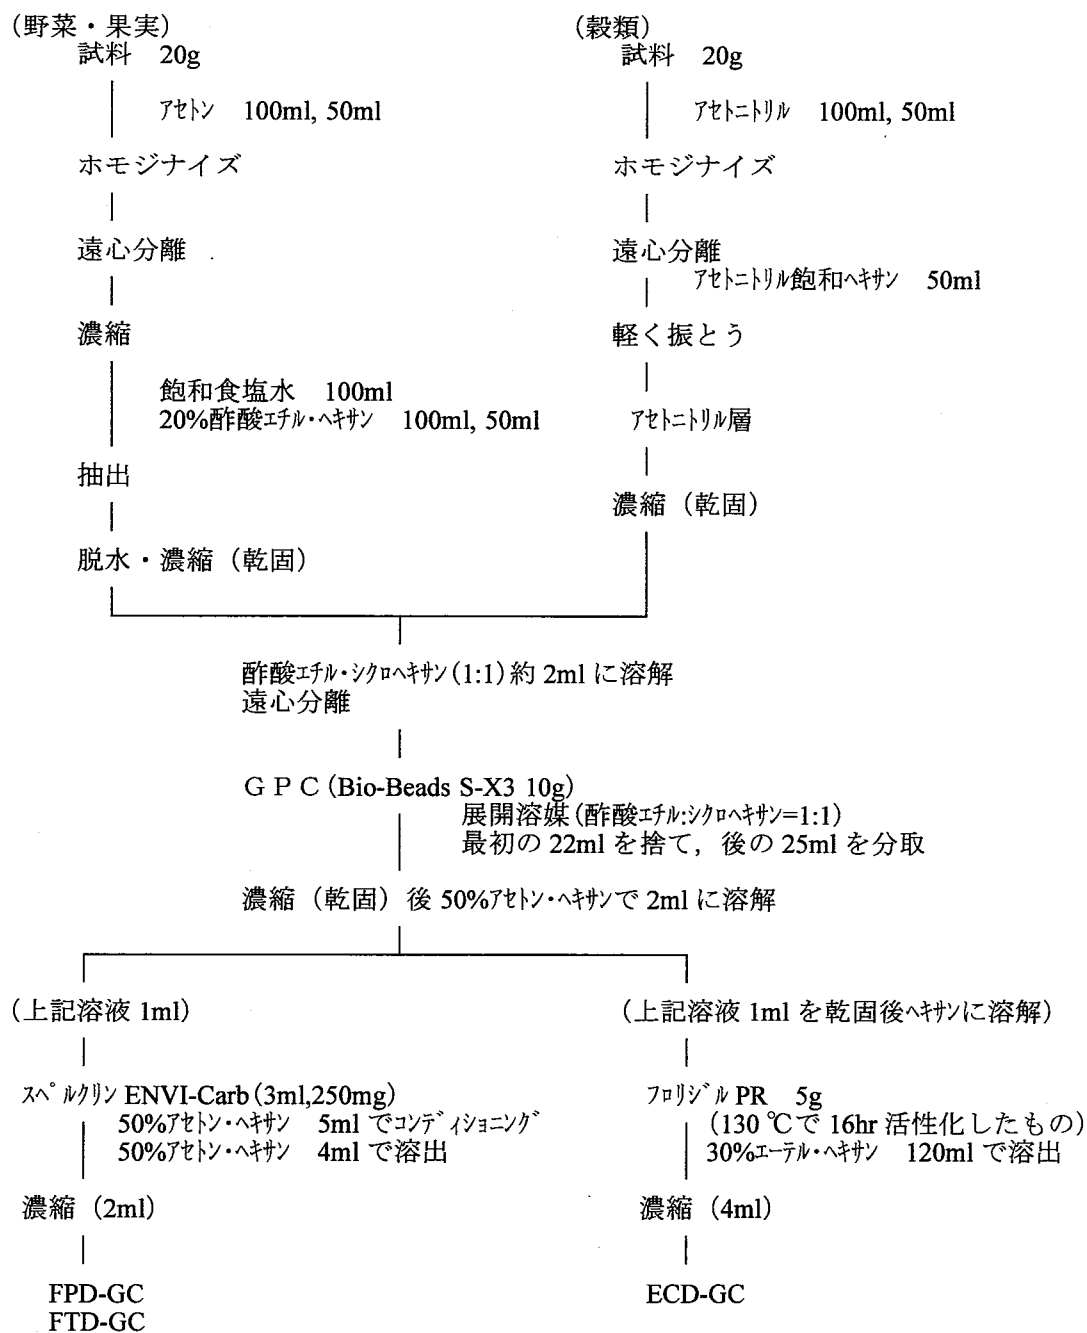 (野菜・果実)
試料 20g
アセトン 100ml, 50ml
ホモジナイズ
遠心分離
濃縮
飽和食塩水 100ml
20%酢酸エチル・ヘキサン 100ml, 50ml
抽出
脱水・濃縮(乾固)
(穀類)
試料 20g
アセトニトリル 100ml, 50ml
ホモジナイズ
遠心分離
アセトニトリル飽和ヘキサン 50ml
軽く振とう
アセトニトリル層
濃縮(乾固)
酢酸エチル・シクロヘキサン(1:1)約 2ml に溶解
遠心分離
GPC(Bio-Beads S-X3 10g)
展開溶媒(酢酸エチル:シクロヘキサン=1:1)
最初の 22ml を捨て,後の 25ml を分取
濃縮(乾固)後 50%アセトン・ヘキサンで 2ml に溶解
(上記溶液 1ml)
スペルクリン ENVI-Carb(3ml,250mg)
50%アセトン・ヘキサン 5ml でコンディショニング
50%アセトン・ヘキサン 4ml で溶出
濃縮(2ml)
FPD-GC
FTD-GC
(上記溶液 1ml を乾固後ヘキサンに溶解)
フロリジル PR 5g
(130 ℃で 16hr 活性化したもの)
30%エーテル・ヘキサン 120ml で溶出
濃縮(4ml)
ECD-GC